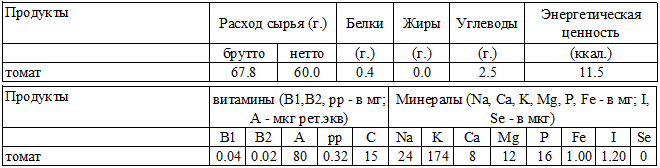 Продукты Расход сырья (г.) Белки Жиры Углеводы Энергетическая ценность
брутто нетто (г.) (г.) (г.) (ккал.)
томат 67.8 60.0 0.4 0.0 2.5 11.5
Продукты витамины (B1,B2, pp - в мг; Минералы (Na, Ca, K, Mg, P, Fe - в мг; I,
А - мкг рет.экв) Se - в мкг)
B1 B2 A pp C Na K Ca Mg P Fe I Se
томат 0.04 0.02 80 0.32 15 24 174 8 12 16 1.00 1.20 0